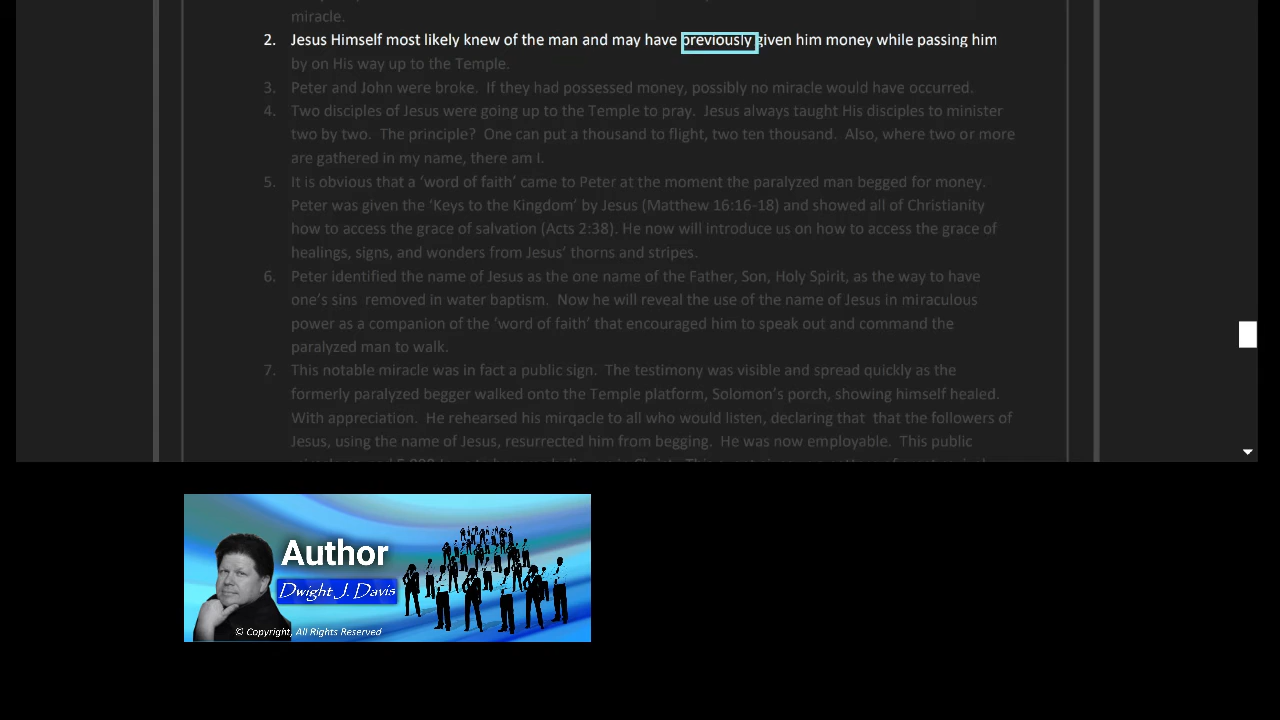 miracle.
2. Jesus Himself most likely knew of the man and may have previously given him money while passing him
by on His way up to the Temple.
3. Peter and John were broke.  If they had possessed money, possibly no miracle would have occurred.
4. Two disciples of Jesus were going up to the Temple to pray.  Jesus always taught His disciples to minister
two by two.  The principle?  One can put a thousand to flight, two ten thousand.  Also, where two or more
are gathered in my name, there am I.
5. It is obvious that a ‘word of faith’ came to Peter at the moment the paralyzed man begged for money.
Peter was given the ‘Keys to the Kingdom’ by Jesus (Matthew 16:16-18) and showed all of Christianity
how to access the grace of salvation (Acts 2:38). He now will introduce us on how to access the grace of
healings, signs, and wonders from Jesus’ thorns and stripes.
6. Peter identified the name of Jesus as the one name of the Father, Son, Holy Spirit, as the way to have
one’s sins  removed in water baptism.  Now he will reveal the use of the name of Jesus in miraculous
power as a companion of the ‘word of faith’ that encouraged him to speak out and command the
paralyzed man to walk.
7. This notable miracle was in fact a public sign.  The testimony was visible and spread quickly as the
formerly paralyzed begger walked onto the Temple platform, Solomon’s porch, showing himself healed.
With appreciation.  He rehearsed his mirqacle to all who would listen, declaring that  that the followers of
Jesus, using the name of Jesus, resurrected him from begging.  He was now employable.  This public
Author
Dwight J. Davis
© Copyright, All Rights Reserved